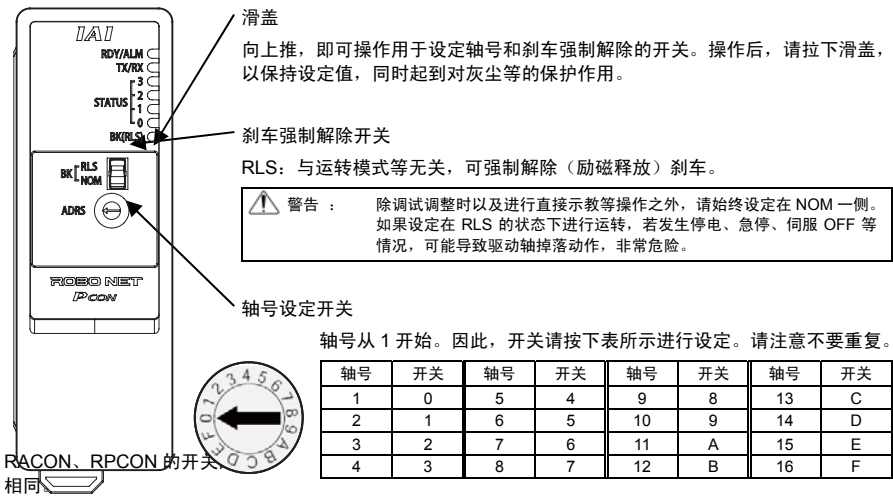 滑盖
向上推，即可操作用于设定轴号和刹车强制解除的开关。操作后，请拉下滑盖，
以保持设定值，同时起到对灰尘等的保护作用。
IAI
RDY/ALM
TX/RX
STATUS
3
2
1
0
BK(RLS)
刹车强制解除开关
RLS：与运转模式等无关，可强制解除（励磁释放）刹车。
BK RLS
NOM
ADRS
警告 ： 除调试调整时以及进行直接示教等操作之外，请始终设定在 NOM 一侧。
如果设定在 RLS 的状态下进行运转，若发生停电、急停、伺服 OFF 等
情况，可能导致驱动轴掉落动作，非常危险。
ROBO NET
PCON
轴号设定开关
轴号从 1 开始。因此，开关请按下表所示进行设定。请注意不要重复。
轴号 开关 轴号 开关 轴号 开关 轴号 开关
1 0 5 4 9 8 13 C
2 1 6 5 10 9 14 D
3 2 7 6 11 A 15 E
4 3 8 7 12 B 16 F
0 1 2 3 4 5 6 7 8 9 A B C D E F
RACON、RPCON 的开关
相同。